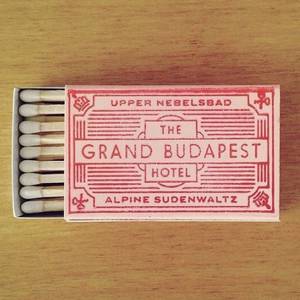 UPPER NEBELSBAD
THE
GRAND BUDAPEST
HOTEL
ALPINE SUDENWALTZ